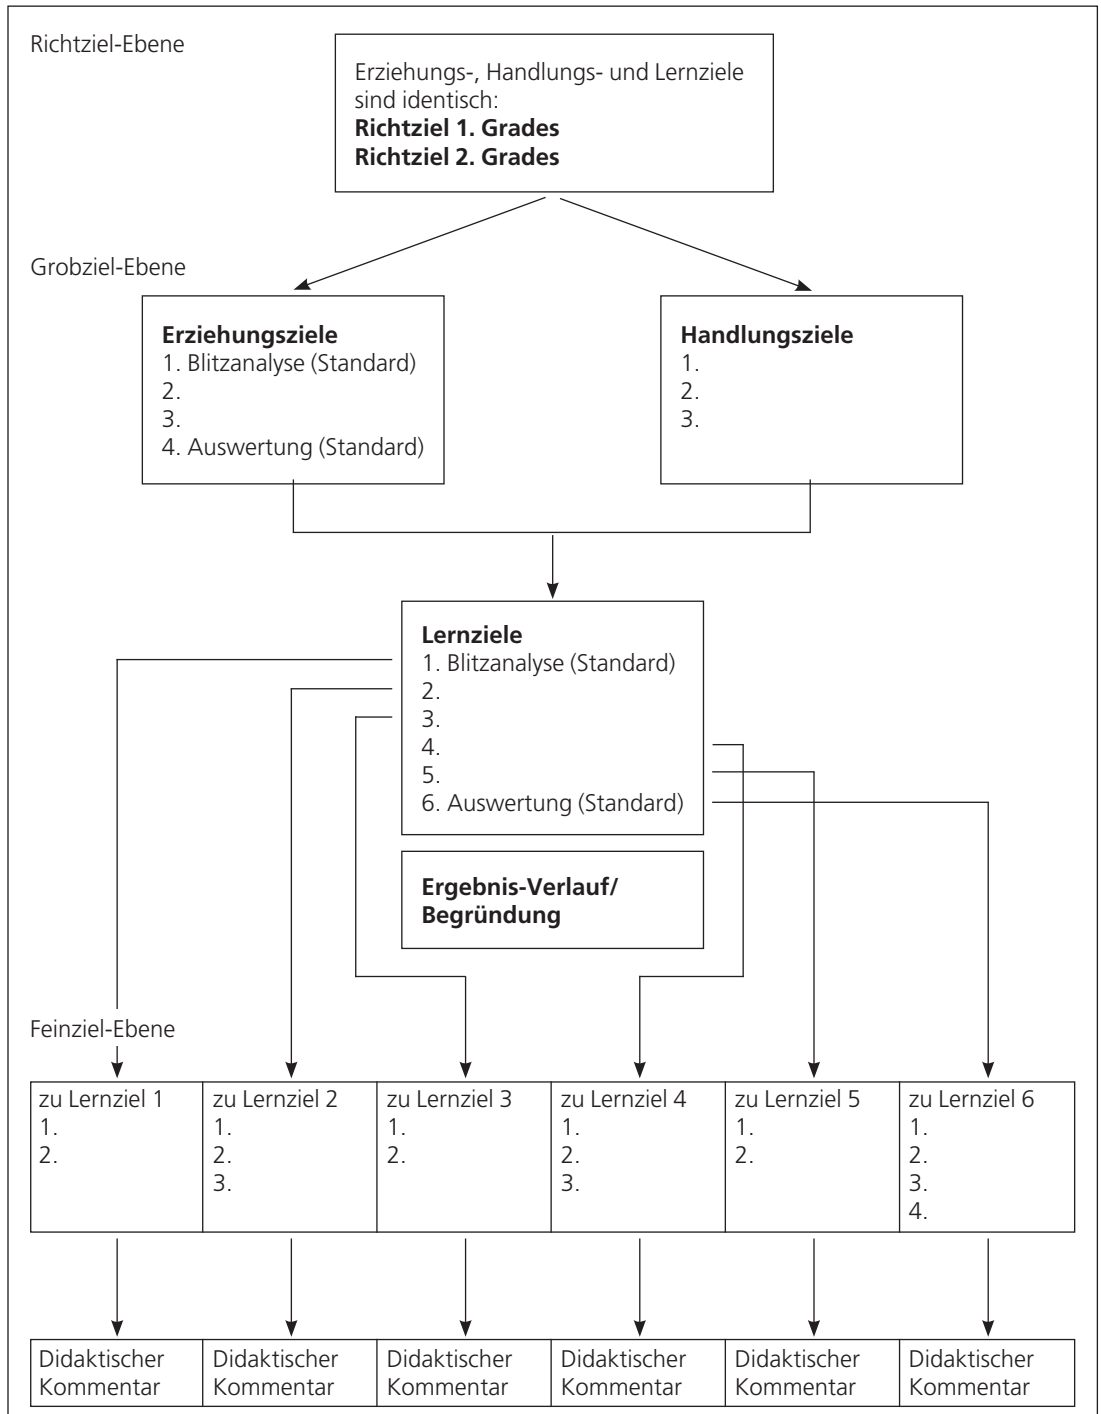 Richtziel-Ebene
Erziehungs-, Handlungs- und Lernziele
sind identisch:
Richtziel 1. Grades
Richtziel 2. Grades
Grobziel-Ebene
Erziehungsziele
1. Blitzanalyse (Standard)
2.
3.
4. Auswertung (Standard)
Handlungsziele
1.
2.
3.
Lernziele
1. Blitzanalyse (Standard)
2.
3.
4.
5.
6. Auswertung (Standard)
Ergebnis-Verlauf/
Begründung
Feinziel-Ebene
zu Lernziel 1
1.
2.
zu Lernziel 2
1.
2.
3.
zu Lernziel 3
1.
2.
zu Lernziel 4
1.
2.
3.
zu Lernziel 5
1.
2.
zu Lernziel 6
1.
2.
3.
4.
Didaktischer
Kommentar
Didaktischer
Kommentar
Didaktischer
Kommentar
Didaktischer
Kommentar
Didaktischer
Kommentar
Didaktischer
Kommentar